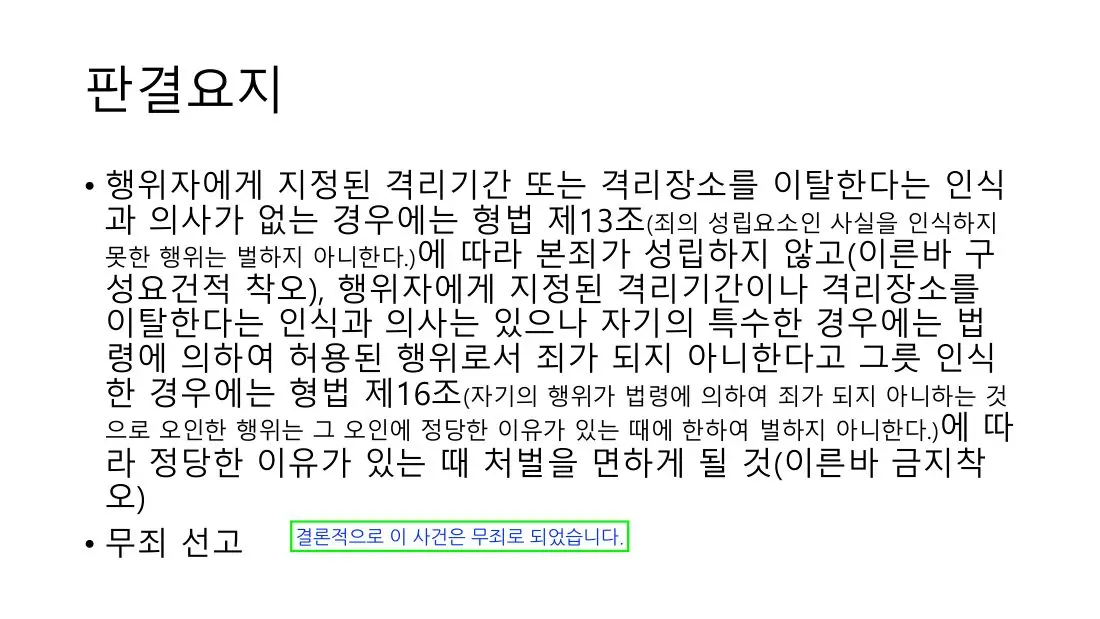 판결요지
• 행위자에게 지정된 격리기간 또는 격리장소를 이탈한다는 인식
과 의사가 없는 경우에는 형법 제13조(죄의 성립요소인 사실을 인식하지
못한 행위는 벌하지 아니한다.)에 따라 본죄가 성립하지 않고(이른바 구
성요건적 착오), 행위자에게 지정된 격리기간이나 격리장소를
이탈한다는 인식과 의사는 있으나 자기의 특수한 경우에는 법
령에 의하여 허용된 행위로서 죄가 되지 아니한다고 그릇 인식
한 경우에는 형법 제16조(자기의 행위가 법령에 의하여 죄가 되지 아니하는 것
으로 오인한 행위는 그 오인에 정당한 이유가 있는 때에 한하여 벌하지 아니한다.)에 따
라 정당한 이유가 있는 때 처벌을 면하게 될 것(이른바 금지착
오)
• 무죄 선고 결론적으로 이 사건은 무죄로 되었습니다.